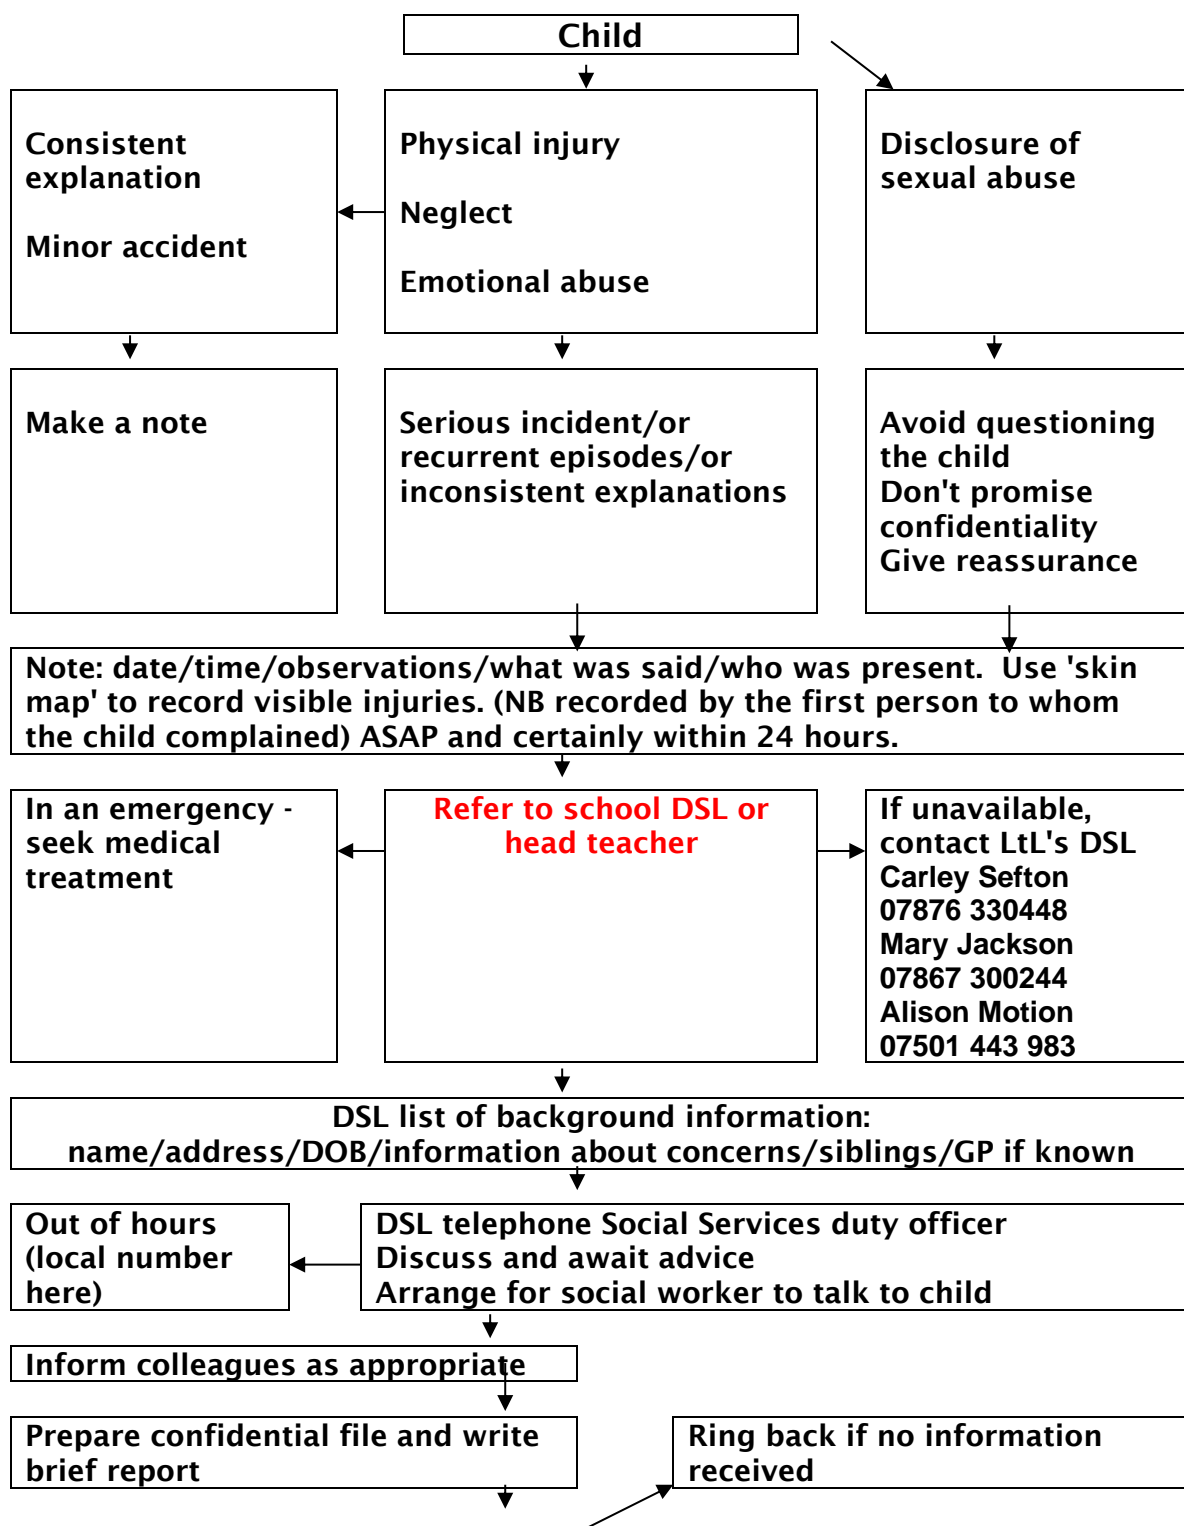 Child
Consistent
explanation
Minor accident
Physical injury
Neglect
Emotional abuse
Disclosure of
sexual abuse
Make a note
Serious incident/or
recurrent episodes/or
inconsistent explanations
Avoid questioning
the child
Don't promise
confidentiality
Give reassurance
Note: date/time/observations/what was said/who was present.  Use 'skin
map' to record visible injuries. (NB recorded by the first person to whom
the child complained) ASAP and certainly within 24 hours.
In an emergency -
seek medical
treatment
Refer to school DSL or
head teacher
If unavailable,
contact LtL's DSL
Carley Sefton
07876 330448
Mary Jackson
07867 300244
Alison Motion
07501 443 983
DSL list of background information:
name/address/DOB/information about concerns/siblings/GP if known
Out of hours
(local number
here)
DSL telephone Social Services duty officer
Discuss and await advice
Arrange for social worker to talk to child
Inform colleagues as appropriate
Prepare confidential file and write
brief report
Ring back if no information
received